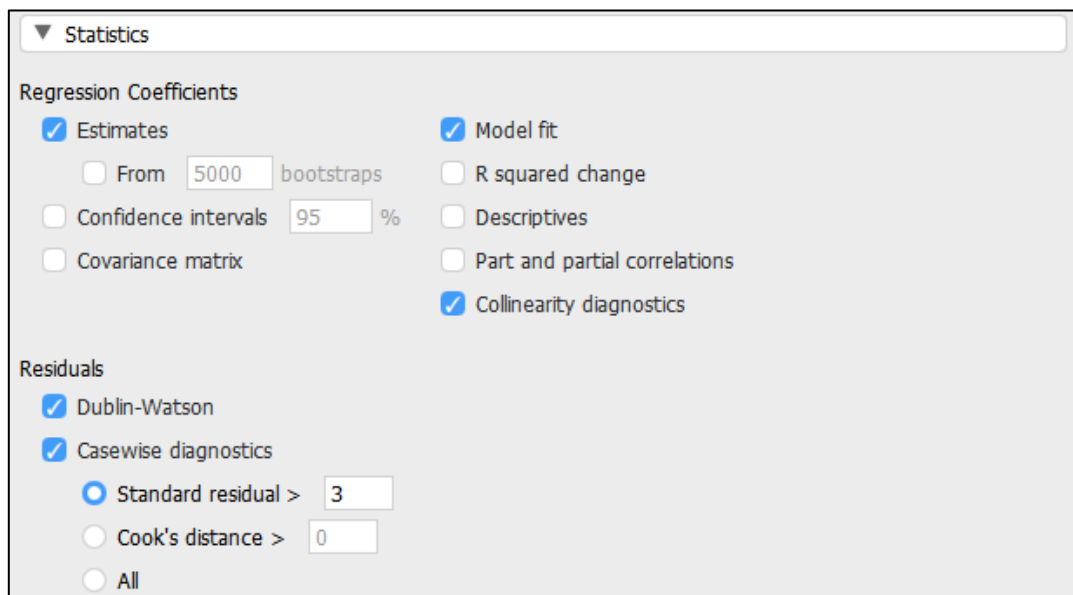 Statistics
Regression Coefficients
Estimates
Model fit
From 5000 bootstraps
R squared change
Confidence intervals 95 %
Descriptives
Covariance matrix
Part and partial correlations
Collinearity diagnostics
Residuals
Dublin-Watson
Casewise diagnostics
Standard residual > 3
Cook's distance > 0
All